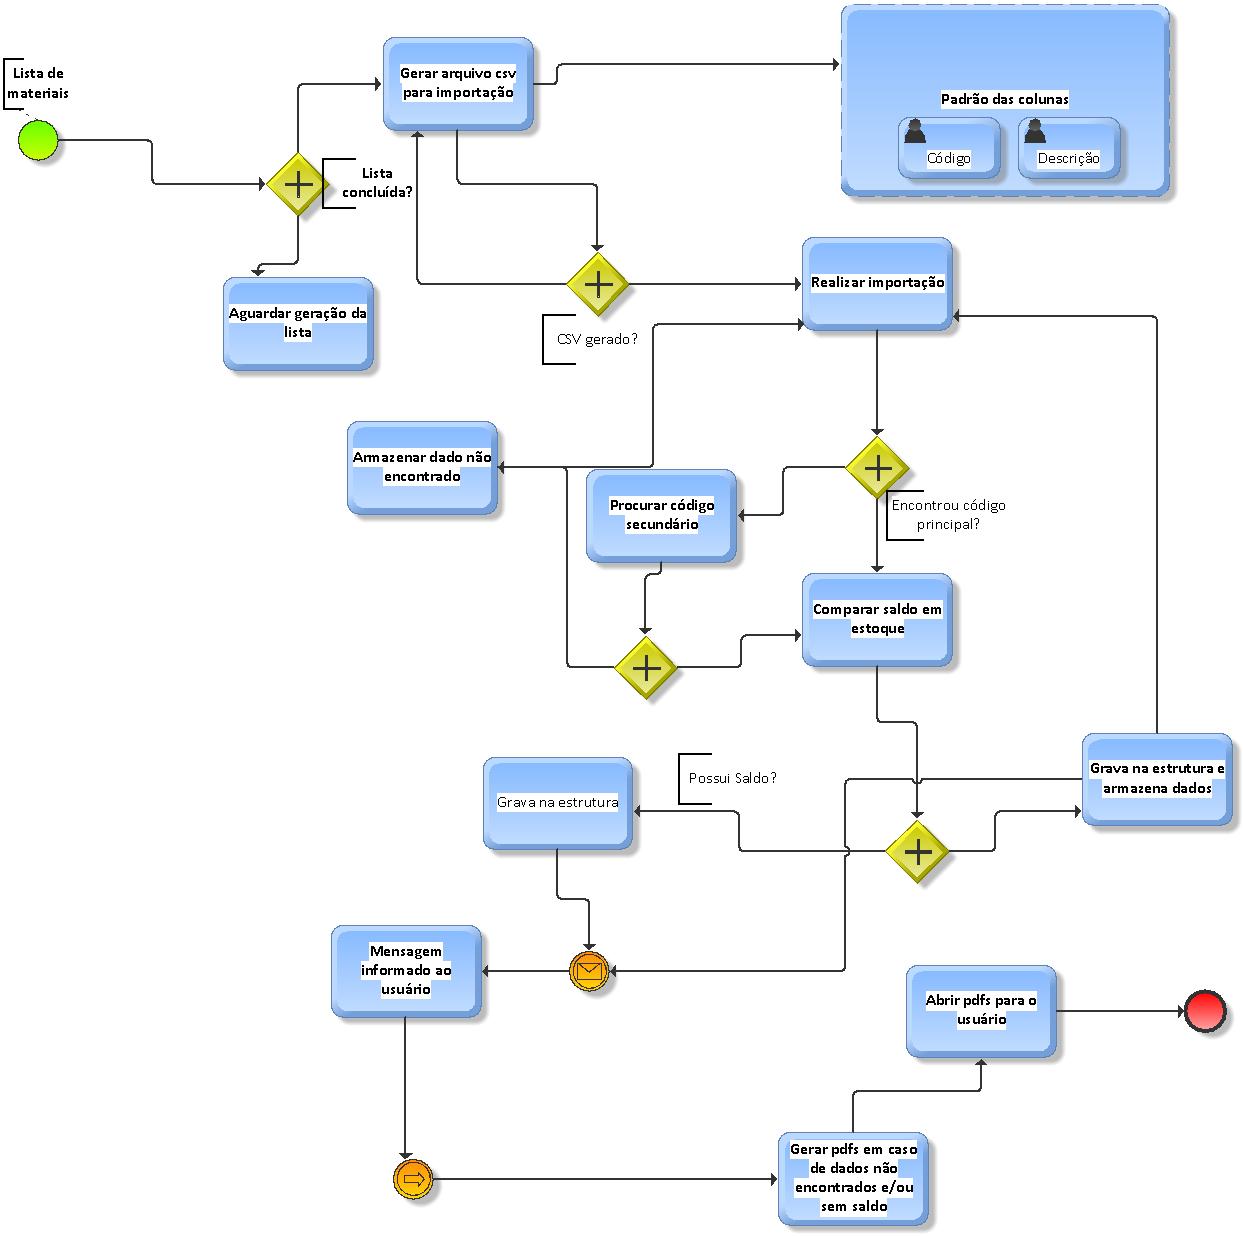 Lista de
materiais
Gerar arquivo csv
para importação
Padrão das colunas
Código
Descrição
Lista
concluída?
Aguardar geração da
lista
Realizar importação
CSV gerado?
Armazenar dado não
encontrado
Procurar código
secundário
Encontrou código
principal?
Comparar saldo em
estoque
Possui Saldo?
Grava na estrutura
Grava na estrutura e
armazena dados
Mensagem
informado ao
usuário
Abrir pdfs para o
usuário
Gerar pdfs em caso
de dados não
encontrados e/ou
sem saldo